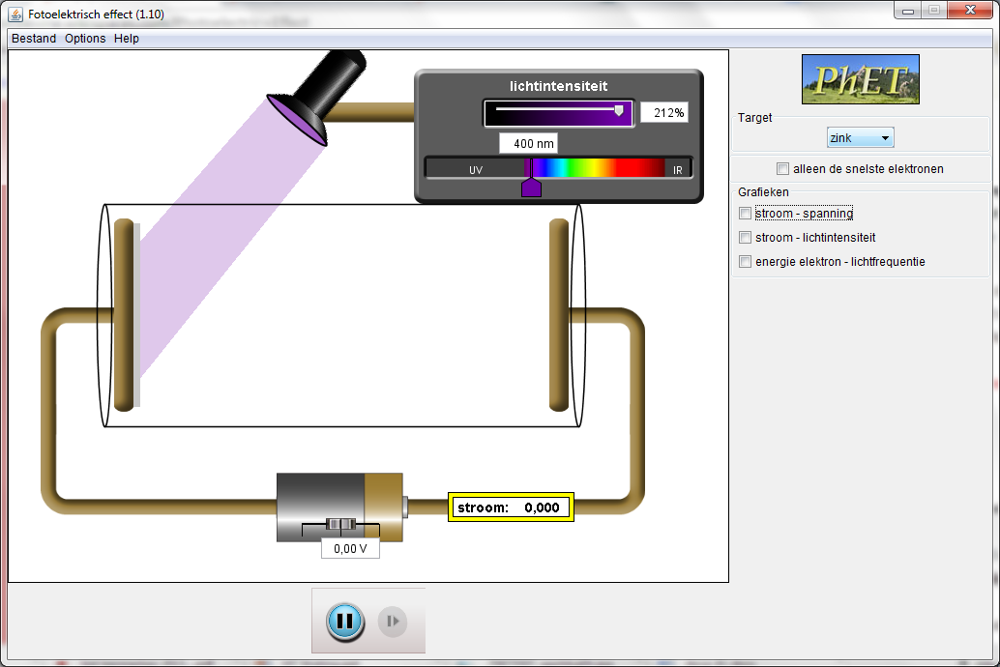 Fotoelektrisch effect (1.10)
Bestand Options Help
lichtintensiteit
212%
400 nm
UV
IR
stroom: 0,000
0,00 V
PhET
Target
zink
alleen de snelste elektronen
Grafieken
stroom - spanning
stroom - lichtintensiteit
energie elektron - lichtfrequentie